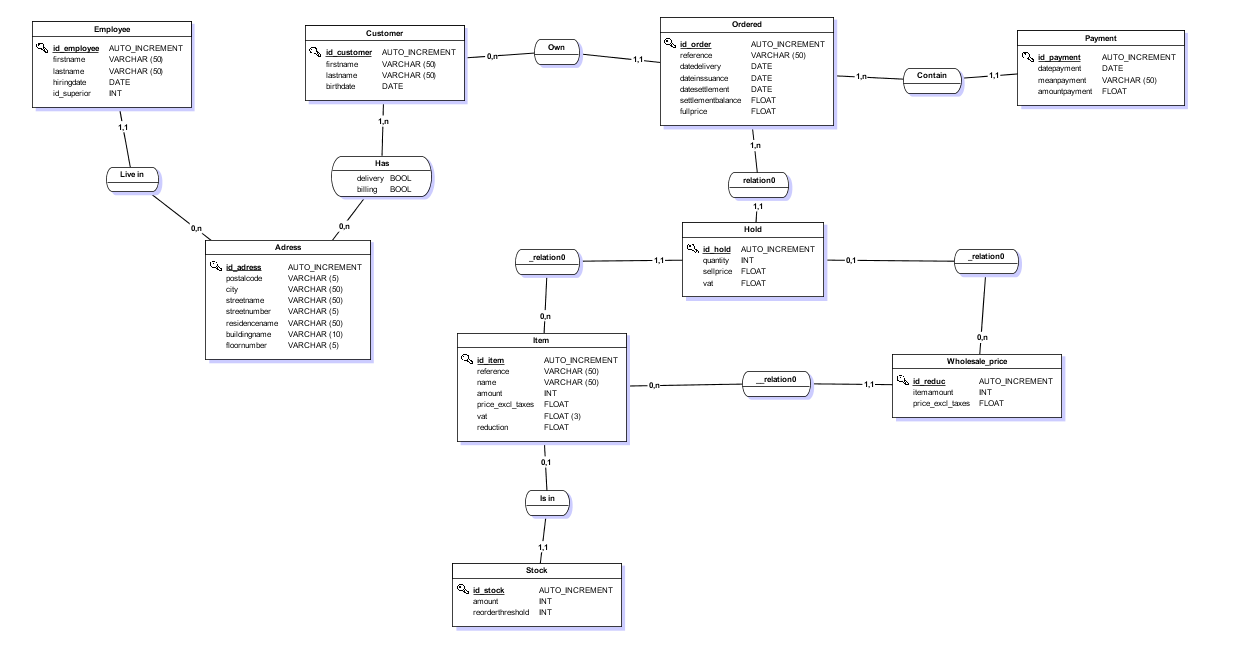 Employee
id_employee AUTO_INCREMENT
firstname VARCHAR (50)
lastname VARCHAR (50)
hiringdate DATE
id_superior INT
Customer
id_customer AUTO_INCREMENT
firstname VARCHAR (50)
lastname VARCHAR (50)
birthdate DATE
0,n
Own
1,1
Ordered
id_order AUTO_INCREMENT
reference VARCHAR (50)
datedelivery DATE
dateinssuance DATE
datesettlement DATE
settlementbalance FLOAT
fullprice FLOAT
1,n
Contain
1,1
Payment
id_payment AUTO_INCREMENT
datepayment DATE
meanpayment VARCHAR (50)
amountpayment FLOAT
1,1
Live in
0,n
1,n
Has
delivery BOOL
billing BOOL
0,n
Adress
id_adress AUTO_INCREMENT
postalcode VARCHAR (5)
city VARCHAR (50)
streetname VARCHAR (50)
streetnumber VARCHAR (5)
residencename VARCHAR (50)
buildingname VARCHAR (10)
floornumber VARCHAR (5)
1,n
relation0
1,1
Hold
id_hold AUTO_INCREMENT
quantity INT
sellprice FLOAT
vat FLOAT
_relation0
1,1
0,n
0,1
_relation0
0,n
Item
id_item AUTO_INCREMENT
reference VARCHAR (50)
name VARCHAR (50)
amount INT
price_excl_taxes FLOAT
vat FLOAT (3)
reduction FLOAT
0,n
__relation0
1,1
Wholesale_price
id_reduc AUTO_INCREMENT
itemamount INT
price_excl_taxes FLOAT
0,1
Is in
1,1
Stock
id_stock AUTO_INCREMENT
amount INT
reorderthreshold INT